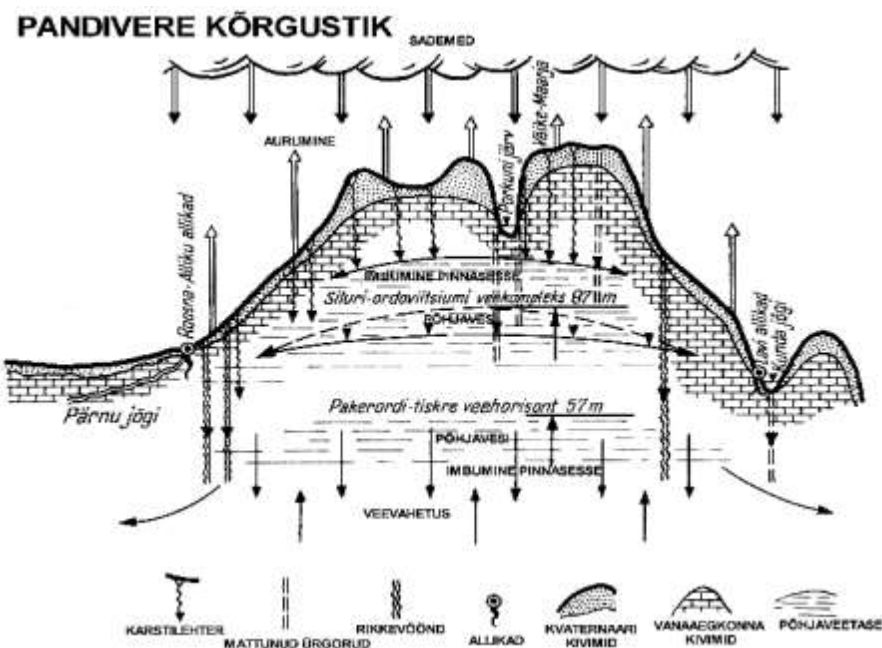 PANDIVERE KÕRGUSTIK
SADEMED
AURUMINE
Väike-Maarja
Porkuni järv
Roosna-Alliku allikad
IMBUMINE PINNASESSE
Siluri-ordoviitsiumi veekompleks 87 m
PÕHJAVESI
Lavi allikad
Kunda jõgi
Pärnu jõgi
Pakerordi-tiskre veehorisont 57 m
PÕHJAVESI
IMBUMINE PINNASESSE
VEEVAHETUS
KARSTILEHTER
MATTUNUD ÜRGORUD
RIKKEVÖÖND
ALLIKAD
KVATERNAARI
KIVIMID
VANAAEGKONNA
KIVIMID
PÕHJAVEETASE